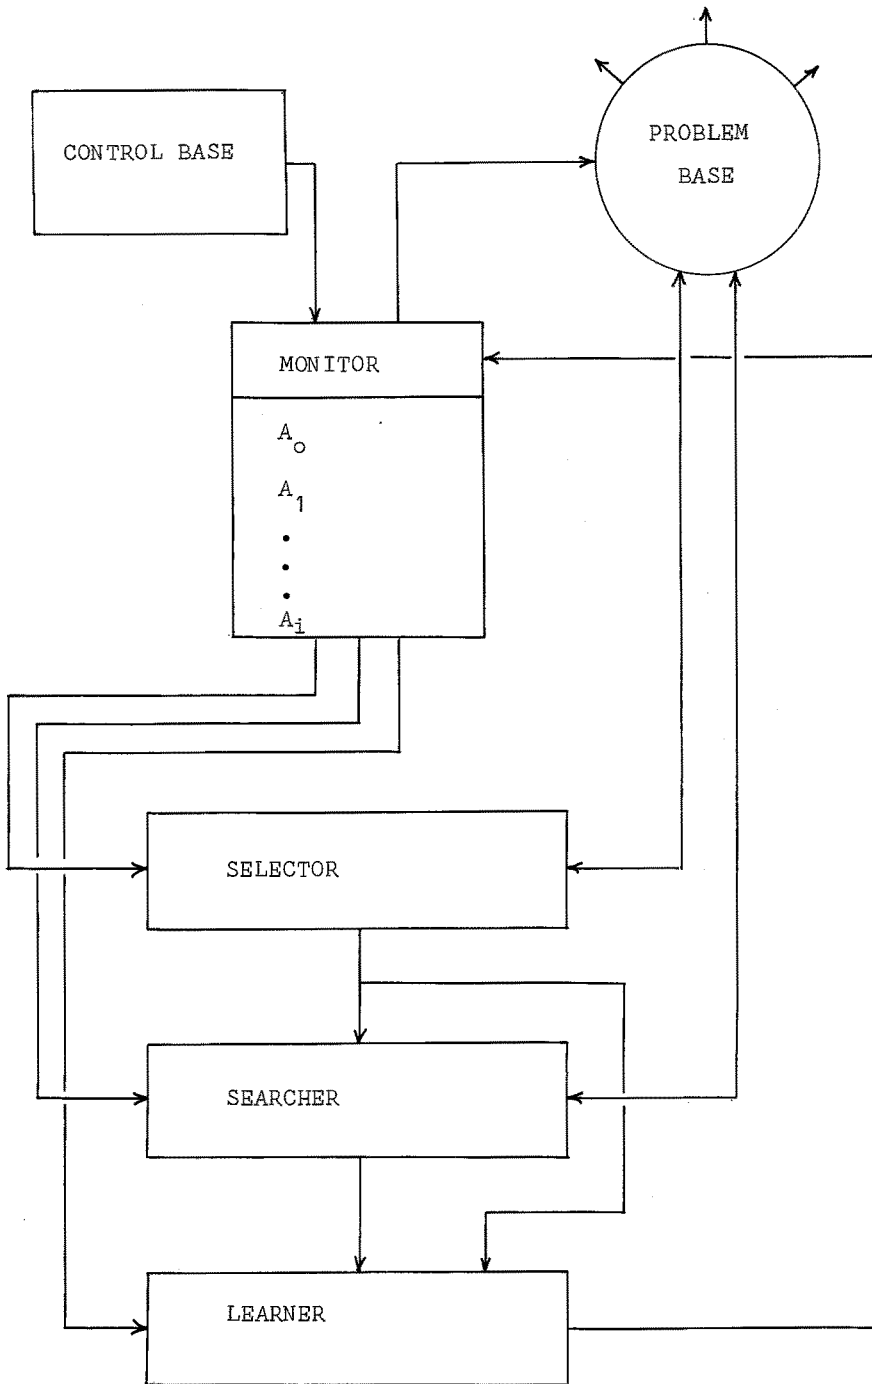 CONTROL BASE
PROBLEM
BASE
MONITOR
A₀
A₁
.
.
.
Aᵢ
SELECTOR
SEARCHER
LEARNER